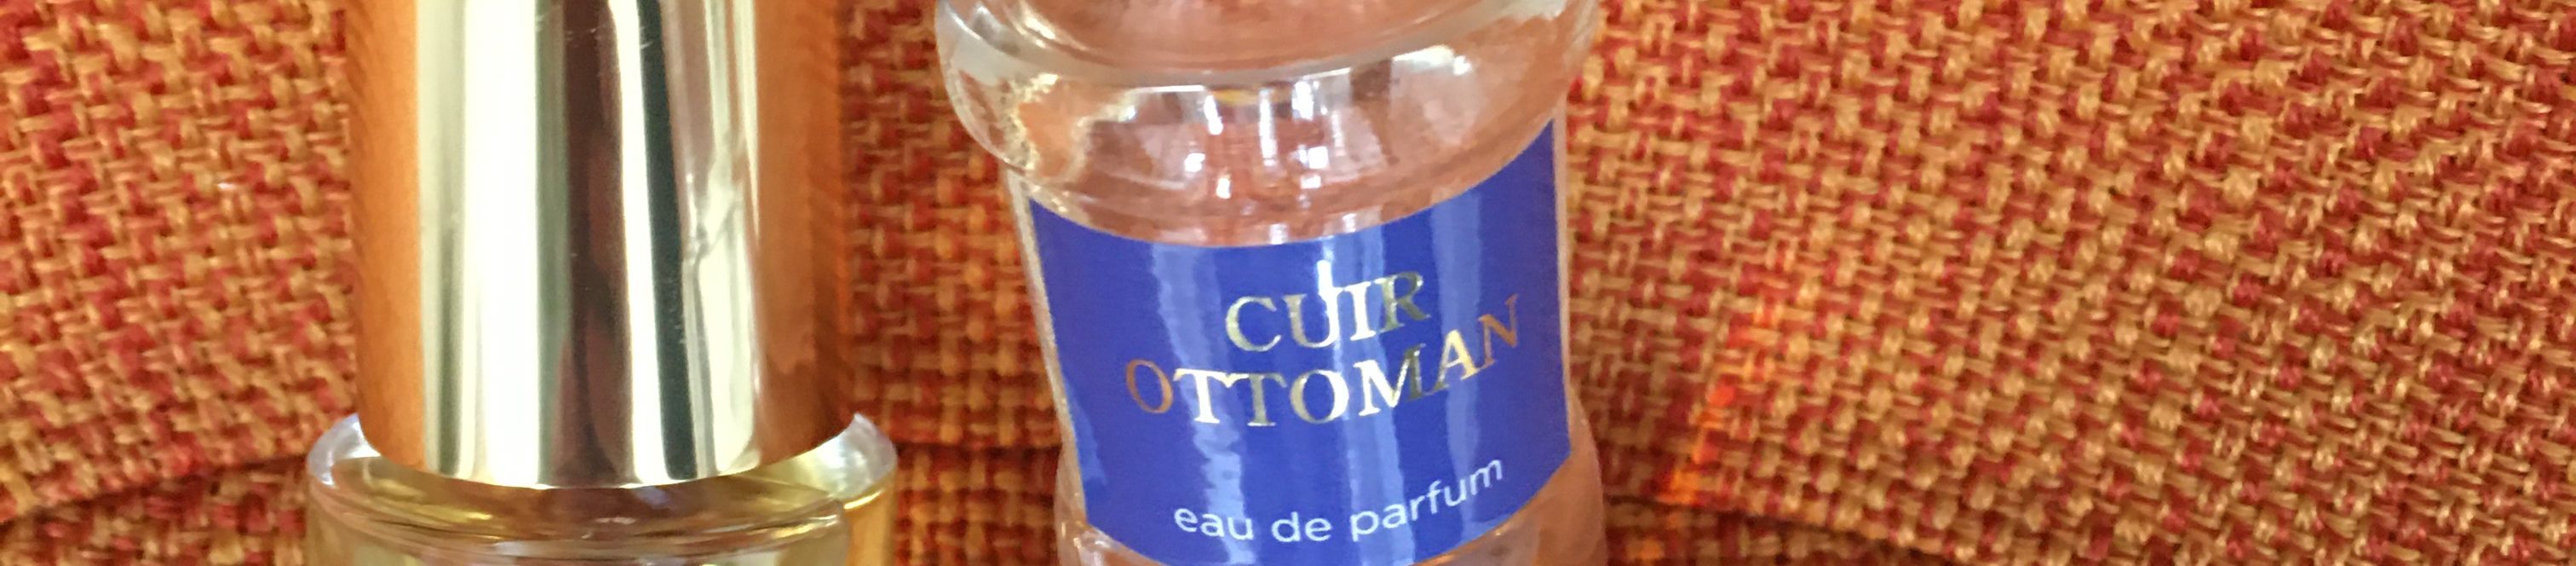 CUIR
OTTOMAN
eau de parfum